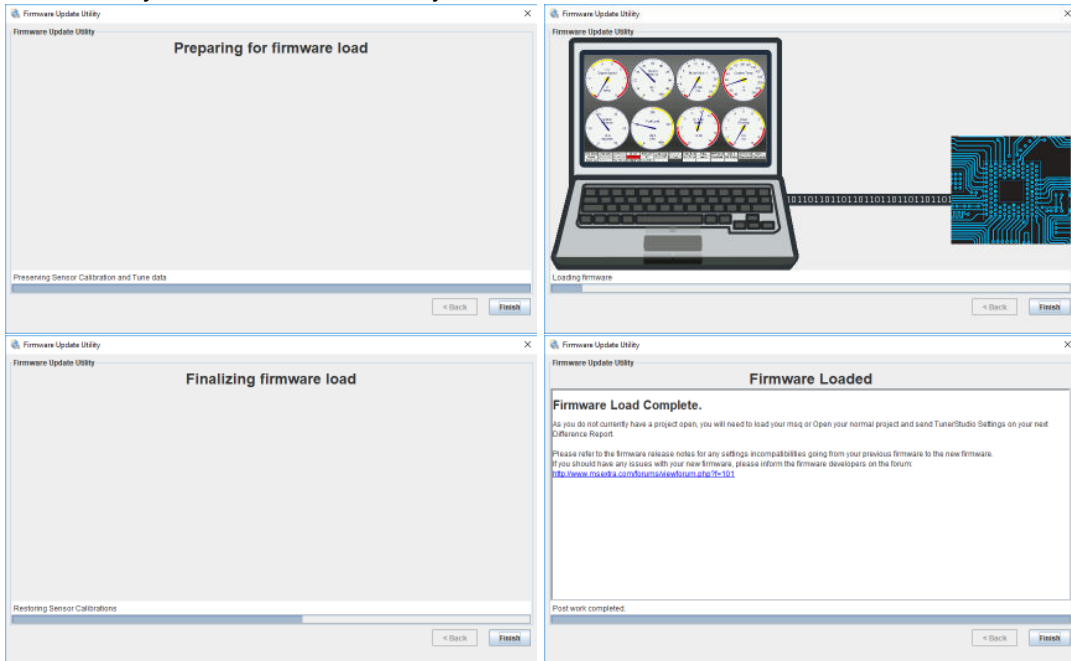 Firmware Update Utility
Firmware Update Utility
Preparing for firmware load
Preserving Sensor Calibration and Tune data
< Back Finish
Firmware Update Utility
Firmware Update Utility
1011011011011011011011011011011
Loading firmware
< Back Finish
Firmware Update Utility
Firmware Update Utility
Finalizing firmware load
Restoring Sensor Calibrations
< Back Finish
Firmware Update Utility
Firmware Update Utility
Firmware Loaded
Firmware Load Complete.
As you do not currently have a project open, you will need to load your msq or Open your normal project and send TunerStudio Settings on your next
Difference Report
Please refer to the firmware release notes for any settings incompatibilities going from your previous firmware to the new firmware.
If you should have any issues with your new firmware, please inform the firmware developers on the forum:
http://www.msextra.com/forums/viewforum.php?f=101
Post work completed.
< Back Finish